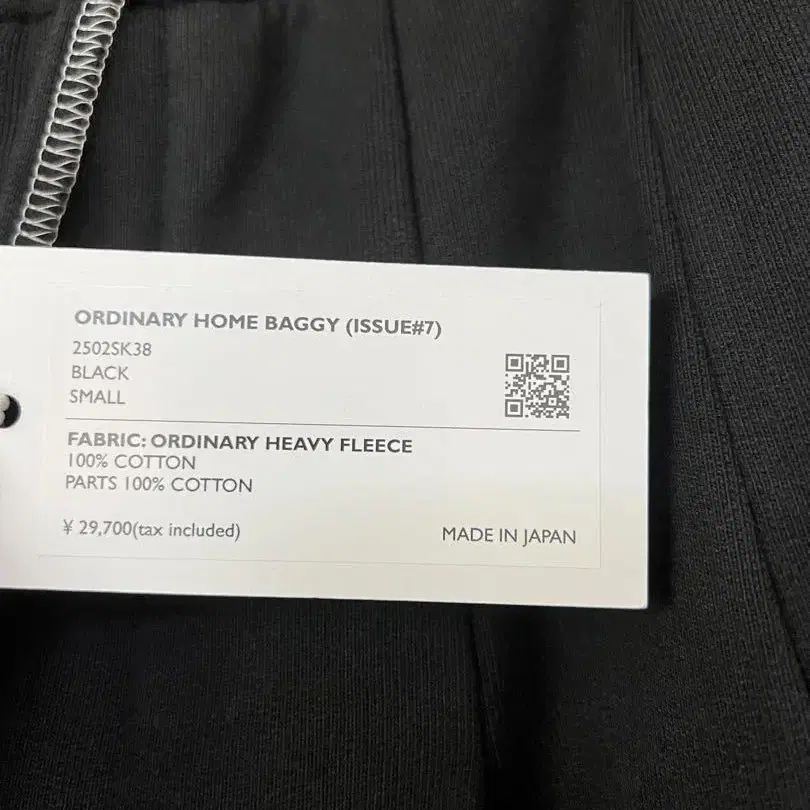 ORDINARY HOME BAGGY (ISSUE#7)
2502SK38
BLACK
SMALL
FABRIC: ORDINARY HEAVY FLEECE
100% COTTON
PARTS 100% COTTON
¥ 29,700(tax included)
MADE IN JAPAN